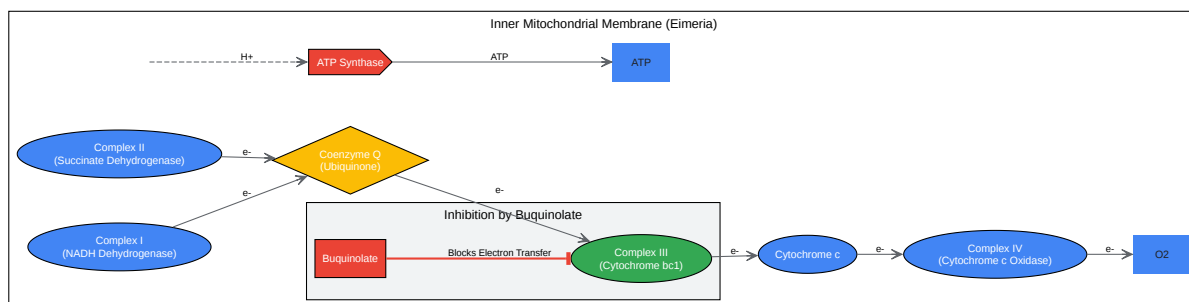 Inner Mitochondrial Membrane (Eimeria)
H+
ATP Synthase
ATP
ATP
Complex II
(Succinate Dehydrogenase)
e-
Coenzyme Q
(Ubiquinone)
e-
e-
Inhibition by Buquinolate
Complex I
(NADH Dehydrogenase)
Buquinolate
Blocks Electron Transfer
Complex III
(Cytochrome bc1)
e-
Cytochrome c
e-
Complex IV
(Cytochrome c Oxidase)
e-
O2